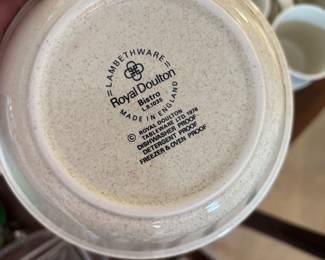 LAMBETHWARE
Royal Doulton
Bistro
L.S.1025
MADE IN ENGLAND
© ROYAL DOULTON
TABLEWARE LTD. 1978
DISHWASHER PROOF
DETERGENT PROOF
FREEZER & OVEN PROOF